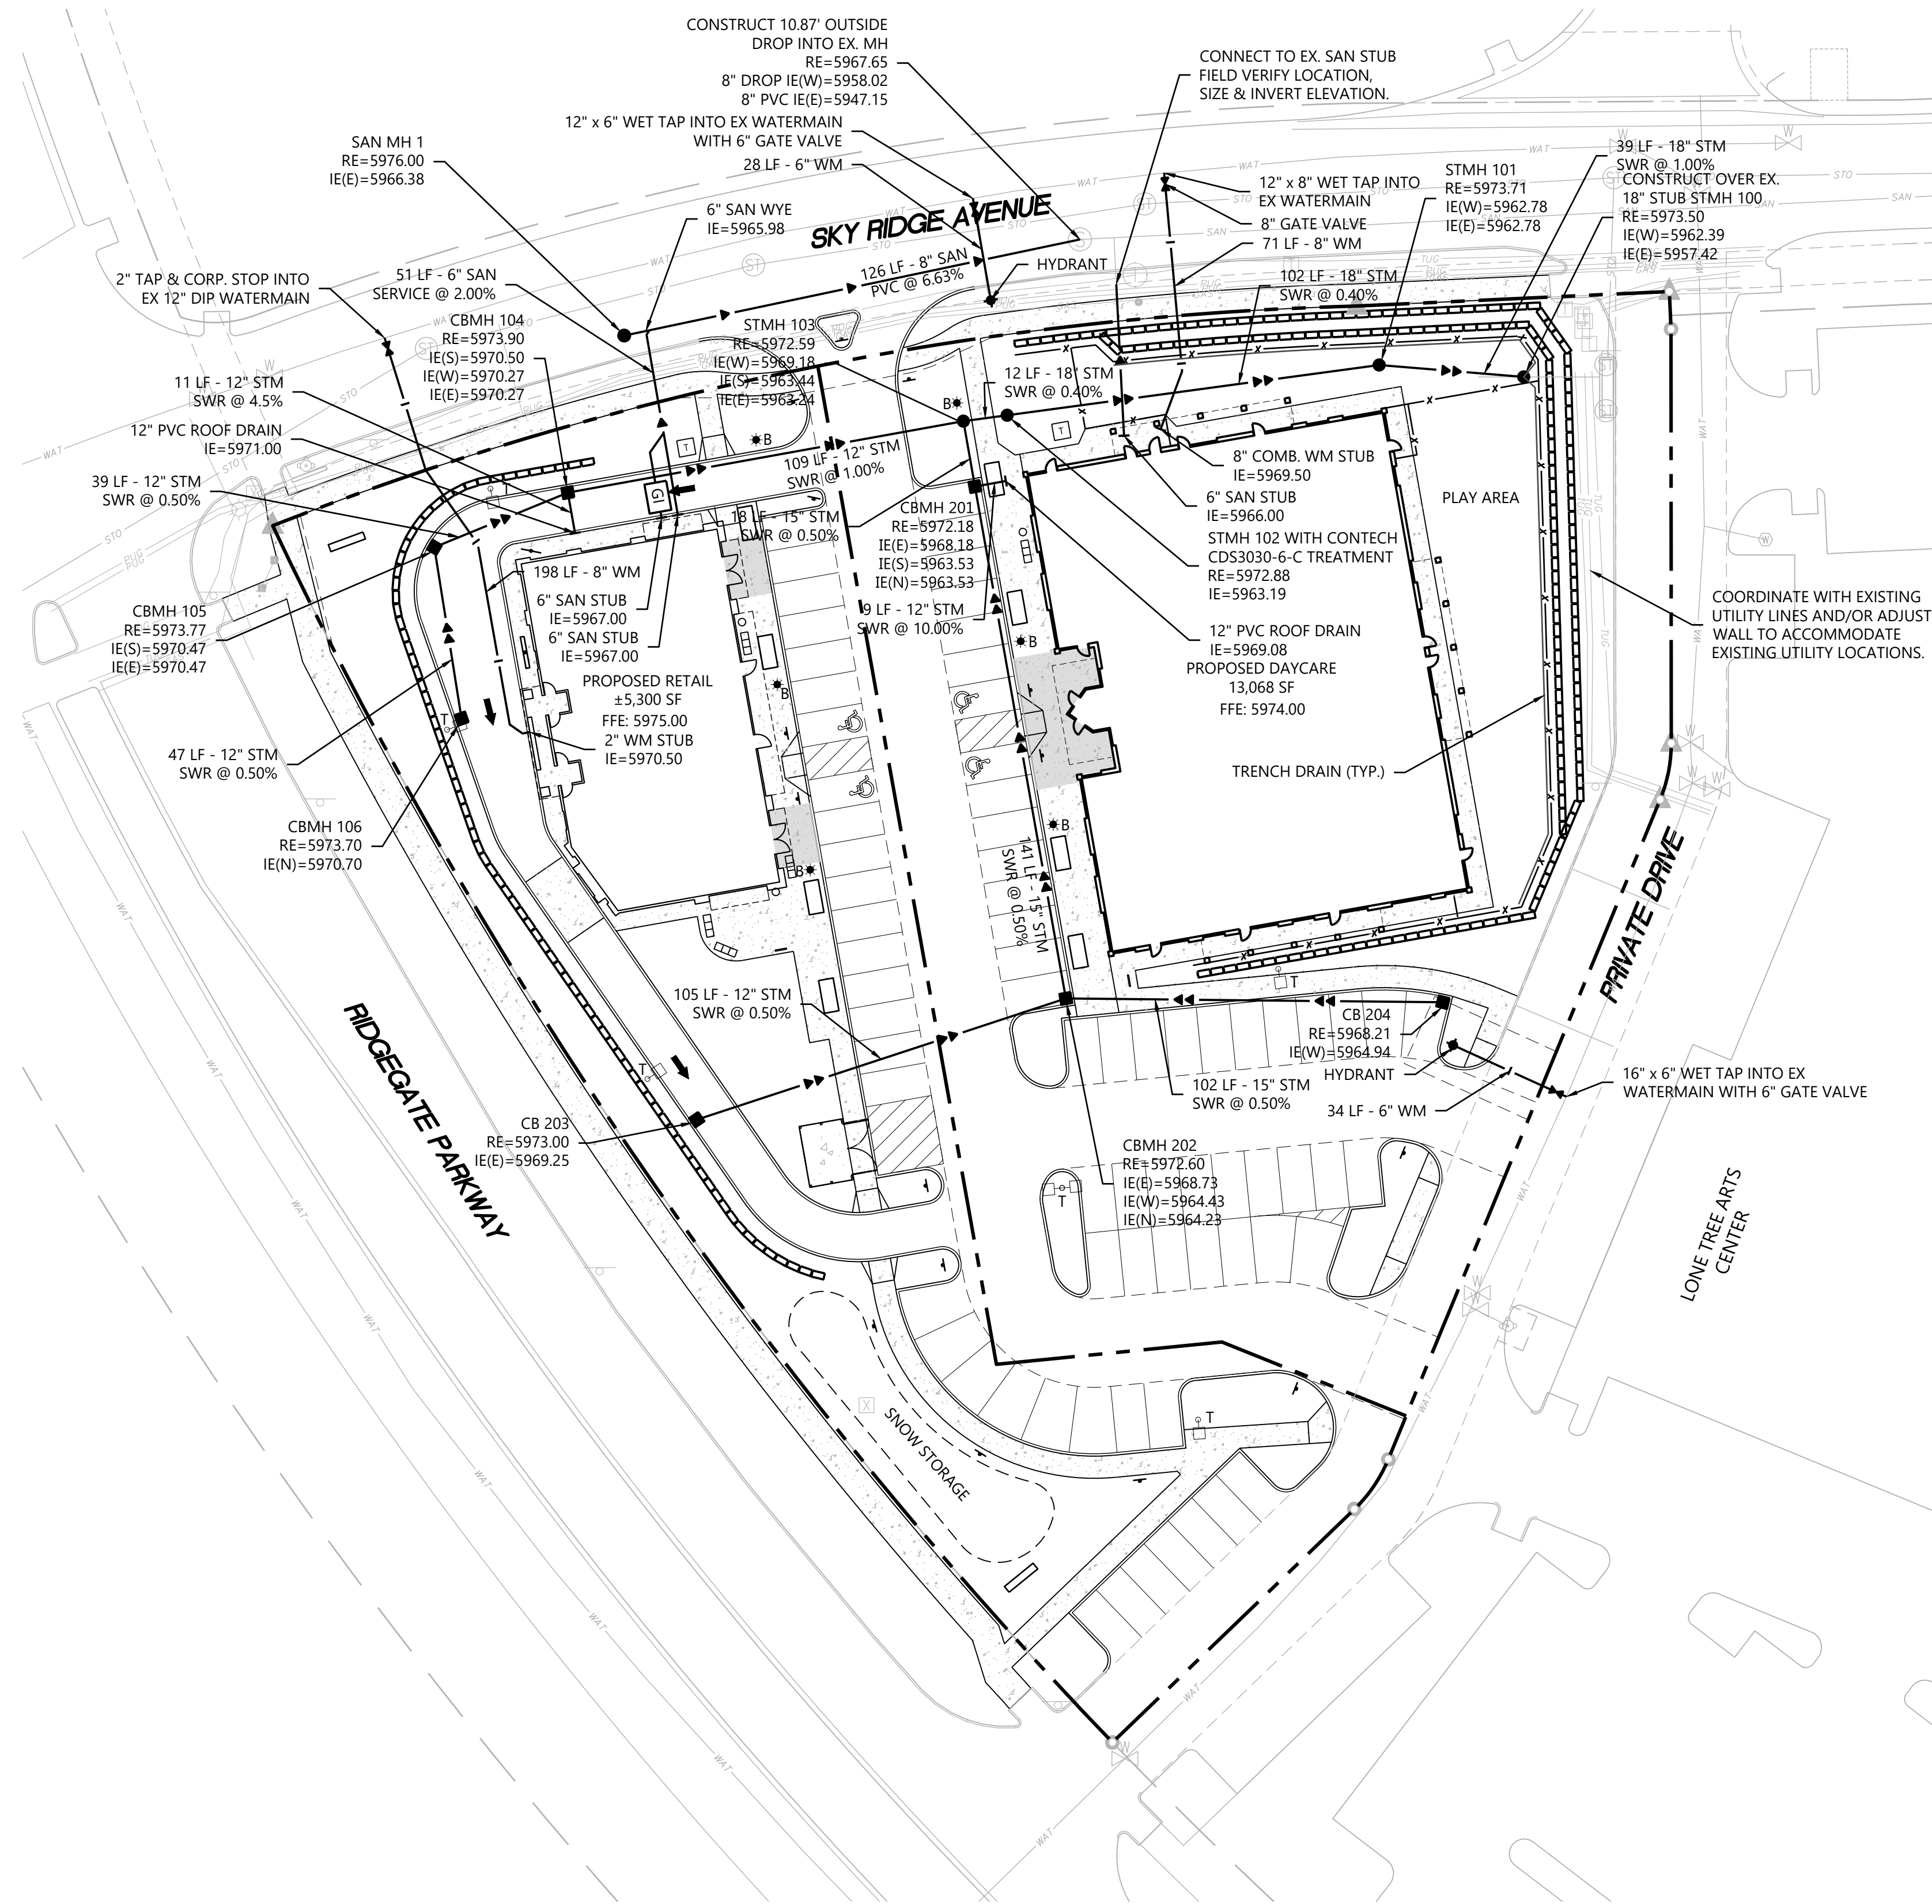 CONSTRUCT 10.87' OUTSIDE
DROP INTO EX. MH
RE=5967.65
8" DROP IE(W)=5958.02
8" PVC IE(E)=5947.15
CONNECT TO EX. SAN STUB
FIELD VERIFY LOCATION,
SIZE & INVERT ELEVATION.
12" x 6" WET TAP INTO EX WATERMAIN
WITH 6" GATE VALVE
28 LF - 6" WM
SAN MH 1
RE=5976.00
IE(E)=5966.38
6" SAN WYE
IE=5965.98
SKY RIDGE AVENUE
12" x 8" WET TAP INTO
EX WATERMAIN
8" GATE VALVE
71 LF - 8" WM
STMH 101
RE=5973.71
IE(W)=5962.78
IE(E)=5962.78
39 LF - 18" STM
SWR @ 1.00%
CONSTRUCT OVER EX.
18" STUB STMH 100
RE=5973.50
IE(W)=5962.39
IE(E)=5957.42
2" TAP & CORP. STOP INTO
EX 12" DIP WATERMAIN
51 LF - 6" SAN
SERVICE @ 2.00%
126 LF - 8" SAN
PVC @ 6.63%
HYDRANT
102 LF - 18" STM
SWR @ 0.40%
CBMH 104
RE=5973.90
IE(S)=5970.50
IE(W)=5970.27
IE(E)=5970.27
STMH 103
RE=5972.59
IE(W)=5969.18
IE(S)=5963.44
IE(E)=5963.24
11 LF - 12" STM
SWR @ 4.5%
12 LF - 18" STM
SWR @ 0.40%
12" PVC ROOF DRAIN
IE=5971.00
39 LF - 12" STM
SWR @ 0.50%
109 LF - 12" STM
SWR @ 1.00%
GI
B
B
T
T
8" COMB. WM STUB
IE=5969.50
6" SAN STUB
IE=5966.00
PLAY AREA
18 LF - 15" STM
SWR @ 0.50%
CBMH 201
RE=5972.18
IE(E)=5968.18
IE(S)=5963.53
IE(N)=5963.53
STMH 102 WITH CONTECH
CDS3030-6-C TREATMENT
RE=5972.88
IE=5963.19
198 LF - 8" WM
6" SAN STUB
IE=5967.00
6" SAN STUB
IE=5967.00
9 LF - 12" STM
SWR @ 10.00%
12" PVC ROOF DRAIN
IE=5969.08
COORDINATE WITH EXISTING
UTILITY LINES AND/OR ADJUST
WALL TO ACCOMMODATE
EXISTING UTILITY LOCATIONS.
CBMH 105
RE=5973.77
IE(S)=5970.47
IE(E)=5970.47
PROPOSED RETAIL
±5,300 SF
FFE: 5975.00
2" WM STUB
IE=5970.50
PROPOSED DAYCARE
13,068 SF
FFE: 5974.00
B
B
T
47 LF - 12" STM
SWR @ 0.50%
TRENCH DRAIN (TYP.)
CBMH 106
RE=5973.70
IE(N)=5970.70
B
B
141 LF - 15" STM
SWR @ 0.50%
PRIVATE DRIVE
105 LF - 12" STM
SWR @ 0.50%
T
CB 204
RE=5968.21
IE(W)=5964.94
HYDRANT
102 LF - 15" STM
SWR @ 0.50%
34 LF - 6" WM
16" x 6" WET TAP INTO EX
WATERMAIN WITH 6" GATE VALVE
RIDGEGATE PARKWAY
T
CB 203
RE=5973.00
IE(E)=5969.25
CBMH 202
RE=5972.60
IE(E)=5968.73
IE(W)=5964.43
IE(N)=5964.23
T
LONE TREE ARTS
CENTER
SNOW STORAGE
T
WAT
WAT
WAT
WAT
WAT
WAT
STO
STO
STO
SAN
SAN
ST
ST
ST
W
W
W
TUG